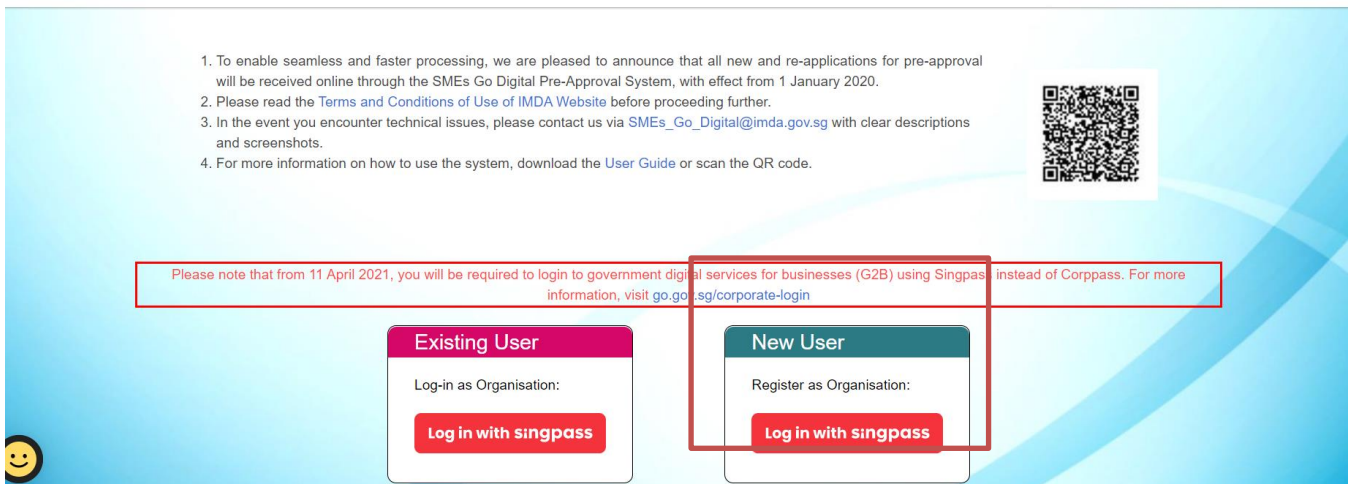 1. To enable seamless and faster processing, we are pleased to announce that all new and re-applications for pre-approval
will be received online through the SMEs Go Digital Pre-Approval System, with effect from 1 January 2020.
2. Please read the Terms and Conditions of Use of IMDA Website before proceeding further.
3. In the event you encounter technical issues, please contact us via SMEs_Go_Digital@imda.gov.sg with clear descriptions
and screenshots.
4. For more information on how to use the system, download the User Guide or scan the QR code.
Please note that from 11 April 2021, you will be required to login to government digital services for businesses (G2B) using Singpass instead of Corppass. For more
information, visit go.gov.sg/corporate-login
Existing User
Log-in as Organisation:
Log in with singpass
New User
Register as Organisation:
Log in with singpass